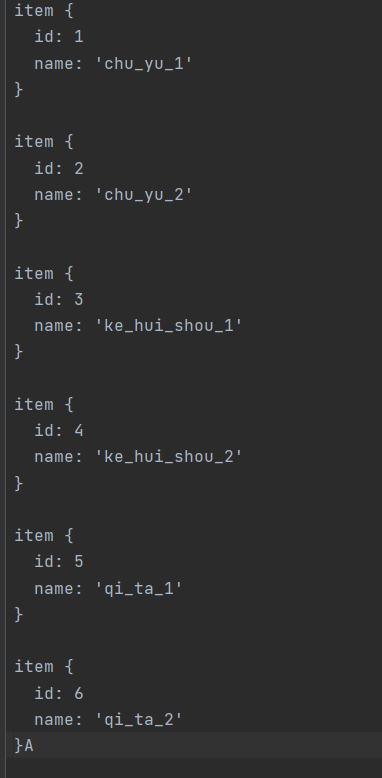 item {
  id: 1
  name: 'chu_yu_1'
}

item {
  id: 2
  name: 'chu_yu_2'
}

item {
  id: 3
  name: 'ke_hui_shou_1'
}

item {
  id: 4
  name: 'ke_hui_shou_2'
}

item {
  id: 5
  name: 'qi_ta_1'
}

item {
  id: 6
  name: 'qi_ta_2'
}A